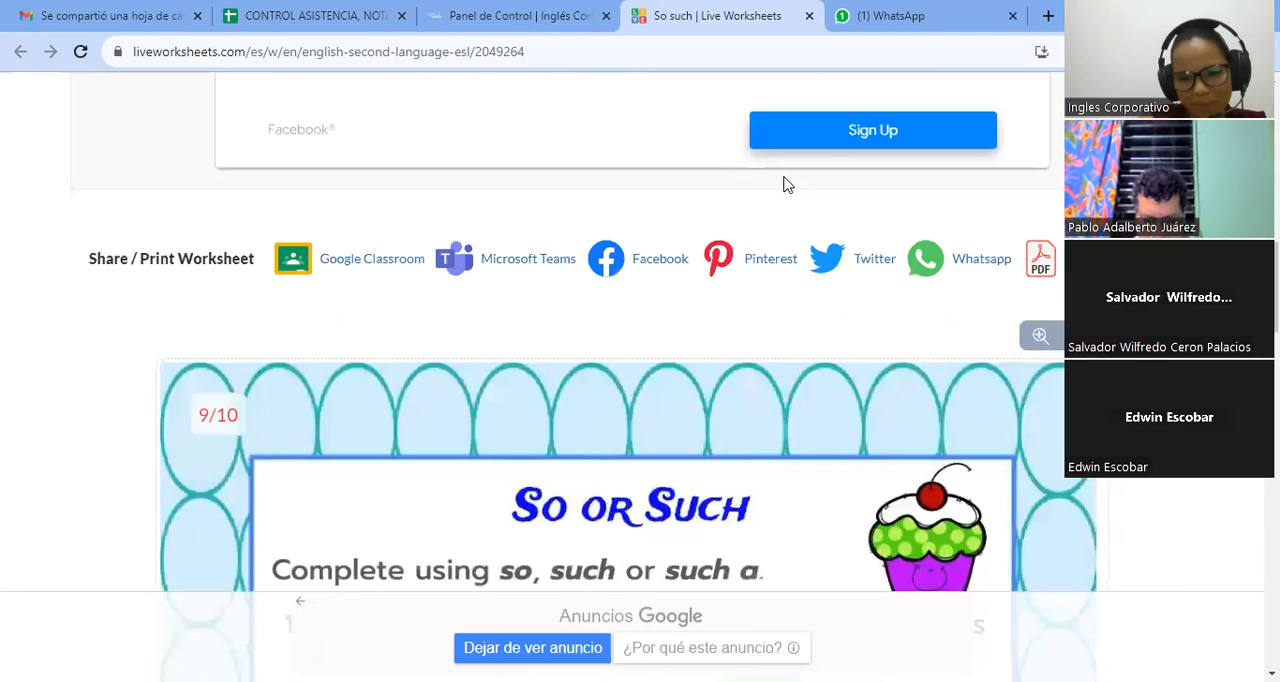 Se compartió una hoja de cá
CONTROL ASISTENCIA, NOTA
Panel de Control | Inglés Cor
So such | Live Worksheets
(1) WhatsApp
liveworksheets.com/es/w/en/english-second-language-esl/2049264
Facebook®
Sign Up
Share / Print Worksheet
Google Classroom
Microsoft Teams
Facebook
Pinterest
Twitter
Whatsapp
PDF
9/10
So or Such
Complete using so, such or such a.
Anuncios Google
Dejar de ver anuncio
¿Por qué este anuncio?
Ingles Corporativo
Pablo Adalberto Juárez
Salvador Wilfredo...
Salvador Wilfredo Ceron Palacios
Edwin Escobar
Edwin Escobar